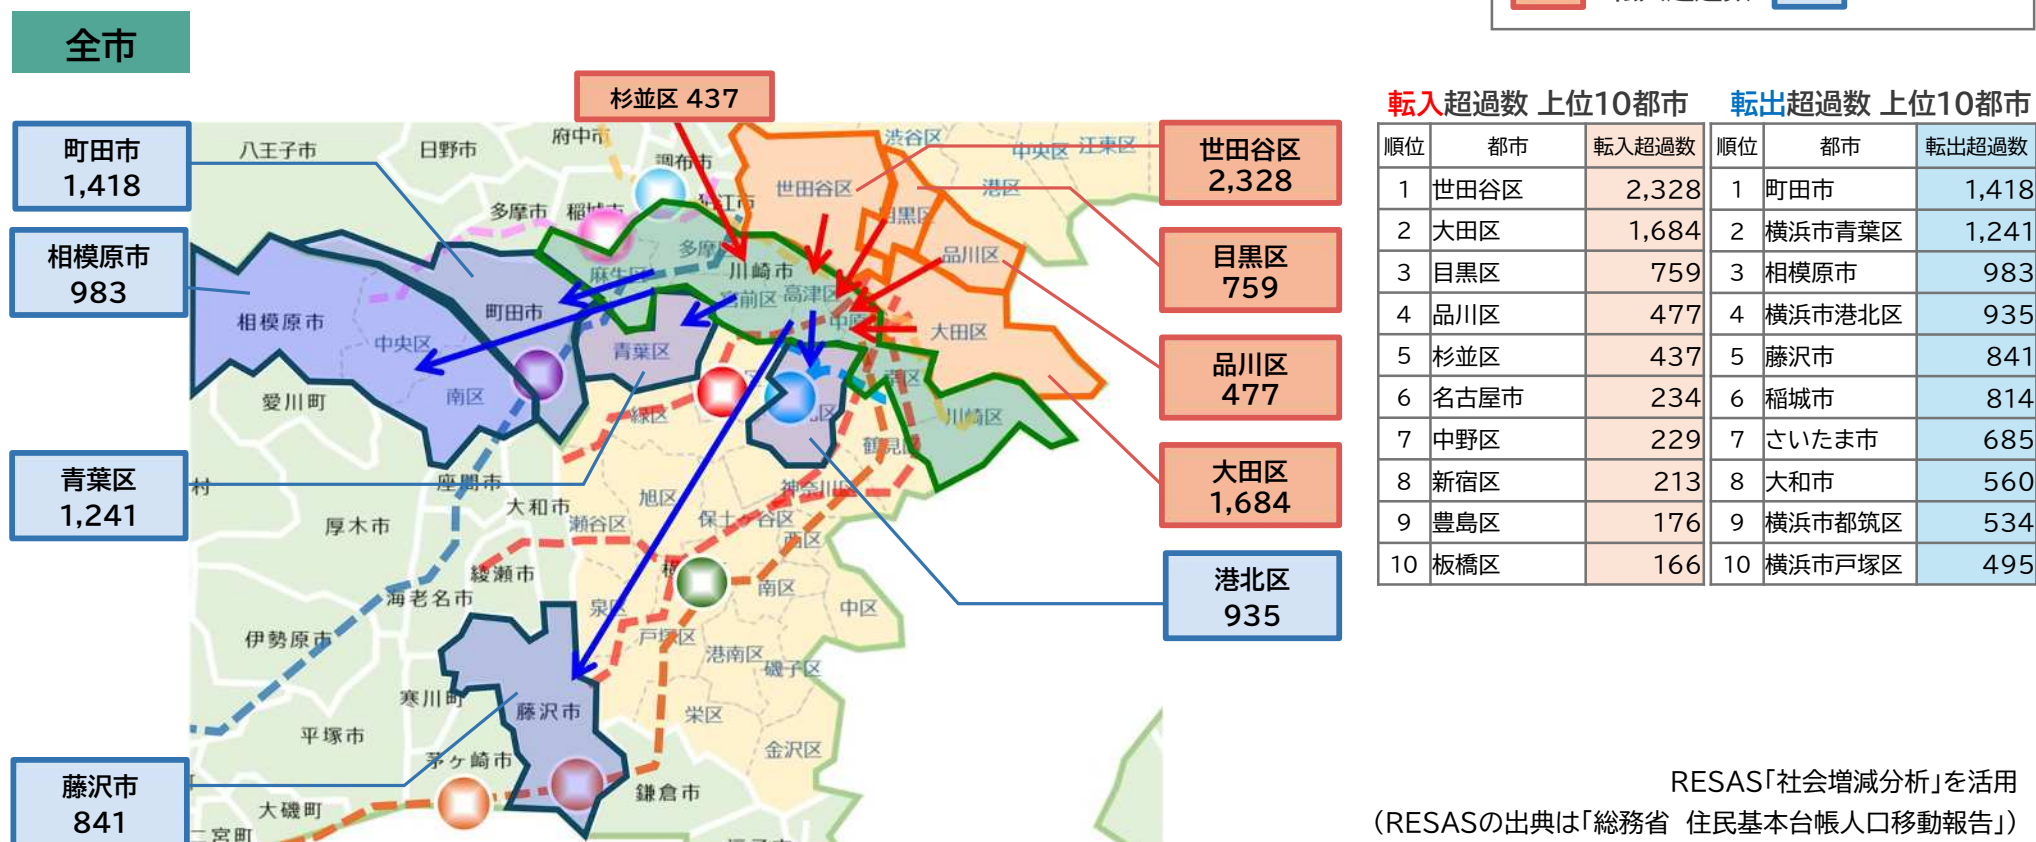 全市
杉並区 437
町田市
1,418
相模原市
983
青葉区
1,241
藤沢市
841
世田谷区
2,328
目黒区
759
品川区
477
大田区
1,684
港北区
935
八王子市
日野市
府中市
調布市
渋谷区
中央区
江東区
世田谷区
港区
目黒区
多摩市
稲城市
狛江市
品川区
多摩区
川崎市
麻生区
宮前区
高津区
中原区
大田区
町田市
相模原市
中央区
青葉区
南区
愛川町
緑区
幸区
川崎区
鶴見区
村
座間市
大和市
旭区
神奈川区
厚木市
瀬谷区
保土ヶ谷区
西区
綾瀬市
南区
海老名市
泉区
中区
伊勢原市
戸塚区
港南区
磯子区
寒川町
藤沢市
栄区
平塚市
金沢区
茅ヶ崎市
鎌倉市
大磯町
二宮町
転入超過数 上位10都市
順位 都市 転入超過数
1 世田谷区 2,328
2 大田区 1,684
3 目黒区 759
4 品川区 477
5 杉並区 437
6 名古屋市 234
7 中野区 229
8 新宿区 213
9 豊島区 176
10 板橋区 166
転出超過数 上位10都市
順位 都市 転出超過数
1 町田市 1,418
2 横浜市青葉区 1,241
3 相模原市 983
4 横浜市港北区 935
5 藤沢市 841
6 稲城市 814
7 さいたま市 685
8 大和市 560
9 横浜市都筑区 534
10 横浜市戸塚区 495
RESAS「社会増減分析」を活用
（RESASの出典は「総務省 住民基本台帳人口移動報告」）